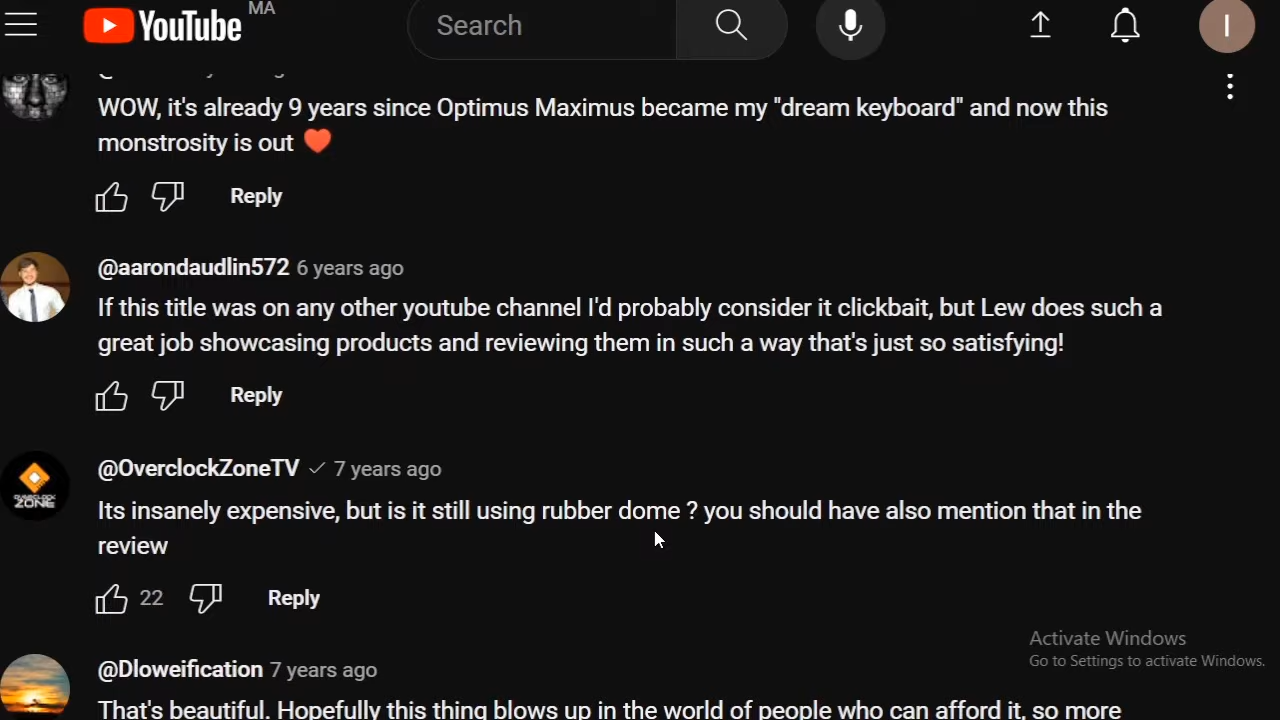 YouTube MA
Search
I
WOW, it's already 9 years since Optimus Maximus became my "dream keyboard" and now this
monstrosity is out
Reply
@aarondaudlin572 6 years ago
If this title was on any other youtube channel I'd probably consider it clickbait, but Lew does such a
great job showcasing products and reviewing them in such a way that's just so satisfying!
Reply
OVERCLOCK
ZONE
@OverclockZoneTV 7 years ago
Its insanely expensive, but is it still using rubber dome ? you should have also mention that in the
review
22 Reply
Activate Windows
Go to Settings to activate Windows.
@Dloweification 7 years ago
That's beautiful. Hopefully this thing blows up in the world of people who can afford it, so more